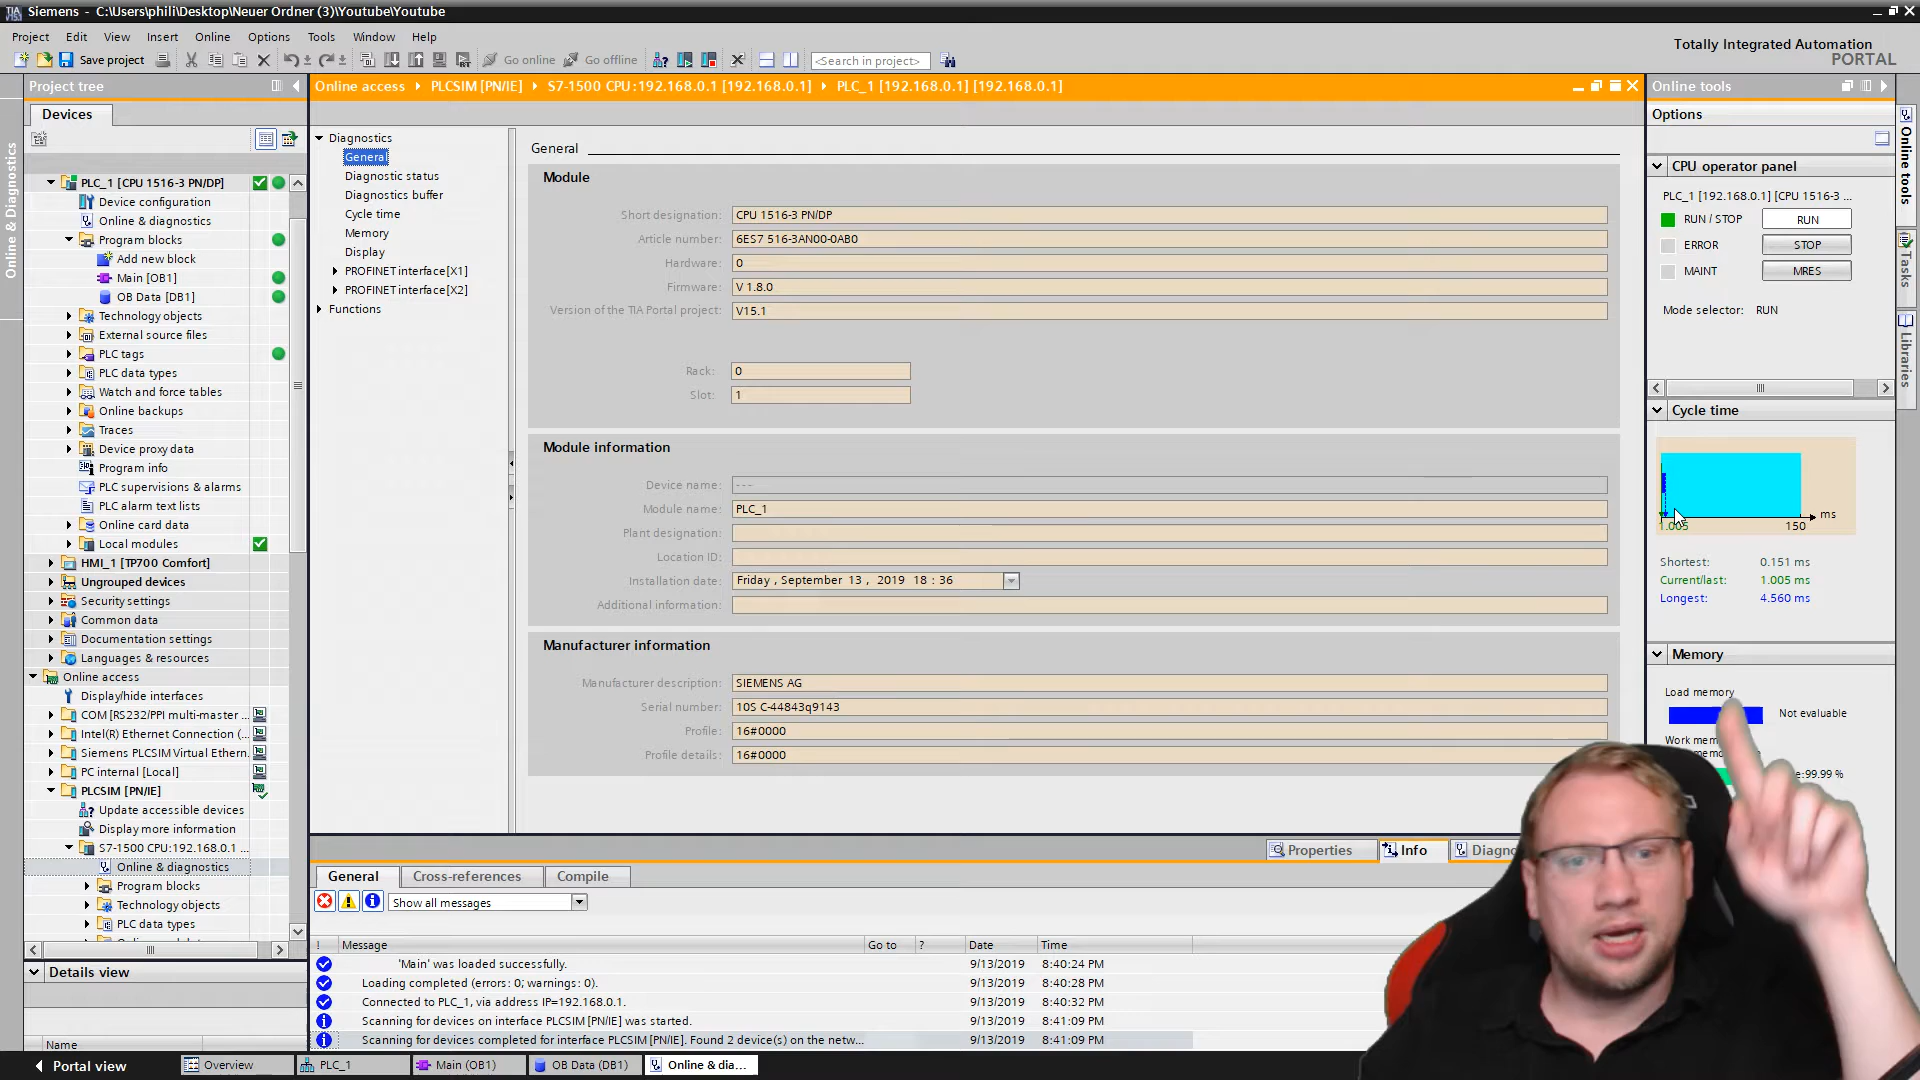 Siemens - C:\Users\phili\Desktop\Neuer Ordner (3)\Youtube\Youtube
Project Edit View Insert Online Options Tools Window Help
Totally Integrated Automation
PORTAL
Save project
Go online
Go offline
<Search in project>
Project tree
Devices
Online & Diagnostics
PLC_1 [CPU 1516-3 PN/DP]
Device configuration
Online & diagnostics
Program blocks
Add new block
Main [OB1]
OB Data [DB1]
Technology objects
External source files
PLC tags
PLC data types
Watch and force tables
Online backups
Traces
Device proxy data
Program info
PLC supervisions & alarms
PLC alarm text lists
Online card data
Local modules
HMI_1 [TP700 Comfort]
Ungrouped devices
Security settings
Common data
Documentation settings
Languages & resources
Online access
Display/hide interfaces
COM [RS232/PPI multi-master ...
Intel(R) Ethernet Connection (...
Siemens PLCSIM Virtual Ethern...
PC internal [Local]
PLCSIM [PN/IE]
Update accessible devices
Display more information
S7-1500 CPU:192.168.0.1 ...
Online & diagnostics
Program blocks
Technology objects
PLC data types
Details view
Name
Online access PLCSIM [PN/IE] S7-1500 CPU:192.168.0.1 [192.168.0.1] PLC_1 [192.168.0.1] [192.168.0.1]
Diagnostics
General
Diagnostic status
Diagnostics buffer
Cycle time
Memory
Display
PROFINET interface [X1]
PROFINET interface [X2]
Functions
General
Module
Short designation: CPU 1516-3 PN/DP
Article number: 6ES7 516-3AN00-0AB0
Hardware: 0
Firmware: V 1.8.0
Version of the TIA Portal project: V15.1
Rack: 0
Slot: 1
Module information
Device name: ---
Module name: PLC_1
Plant designation:
Location ID:
Installation date: Friday , September 13 , 2019 18 : 36
Additional information:
Manufacturer information
Manufacturer description: SIEMENS AG
Serial number: 10S C-44843q9143
Profile: 16#0000
Profile details: 16#0000
Properties
Info
General
Cross-references
Compile
Show all messages
! Message Go to ? Date Time
'Main' was loaded successfully. 9/13/2019 8:40:24 PM
Loading completed (errors: 0; warnings: 0). 9/13/2019 8:40:28 PM
Connected to PLC_1, via address IP=192.168.0.1. 9/13/2019 8:40:32 PM
Scanning for devices on interface PLCSIM [PN/IE] was started. 9/13/2019 8:41:09 PM
Scanning for devices completed for interface PLCSIM [PN/IE]. Found 2 device(s) on the netw... 9/13/2019 8:41:09 PM
Online tools
Options
CPU operator panel
PLC_1 [192.168.0.1] [CPU 1516-3 ...
RUN / STOP RUN
ERROR STOP
MAINT MRES
Mode selector: RUN
Cycle time
ms
1.005 150
Shortest: 0.151 ms
Current/last: 1.005 ms
Longest: 4.560 ms
Memory
Load memory
Not evaluable
Online tools
Tasks
Libraries
Portal view
Overview
PLC_1
Main (OB1)
OB Data (DB1)
Online & dia...